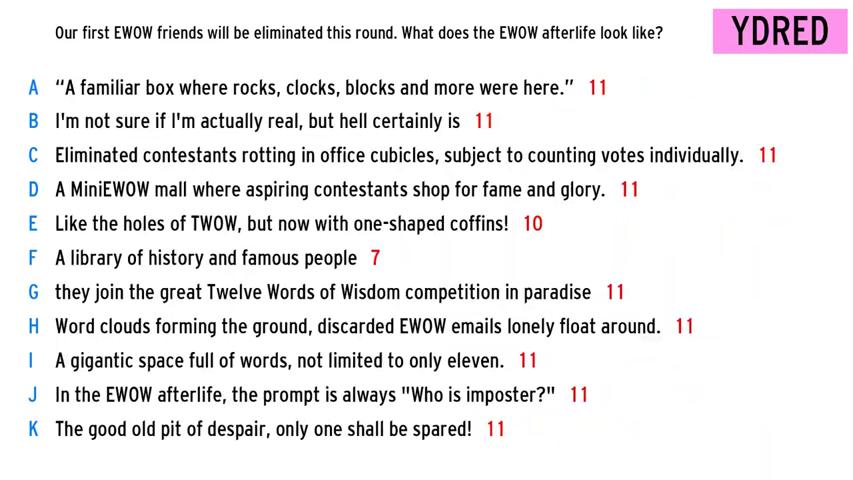 Our first EWOW friends will be eliminated this round. What does the EWOW afterlife look like?
YDRED
A “A familiar box where rocks, clocks, blocks and more were here.” 11
B I'm not sure if I'm actually real, but hell certainly is 11
C Eliminated contestants rotting in office cubicles, subject to counting votes individually. 11
D A MiniEWOW mall where aspiring contestants shop for fame and glory. 11
E Like the holes of TWOW, but now with one-shaped coffins! 10
F A library of history and famous people 7
G they join the great Twelve Words of Wisdom competition in paradise 11
H Word clouds forming the ground, discarded EWOW emails lonely float around. 11
I A gigantic space full of words, not limited to only eleven. 11
J In the EWOW afterlife, the prompt is always "Who is imposter?" 11
K The good old pit of despair, only one shall be spared! 11